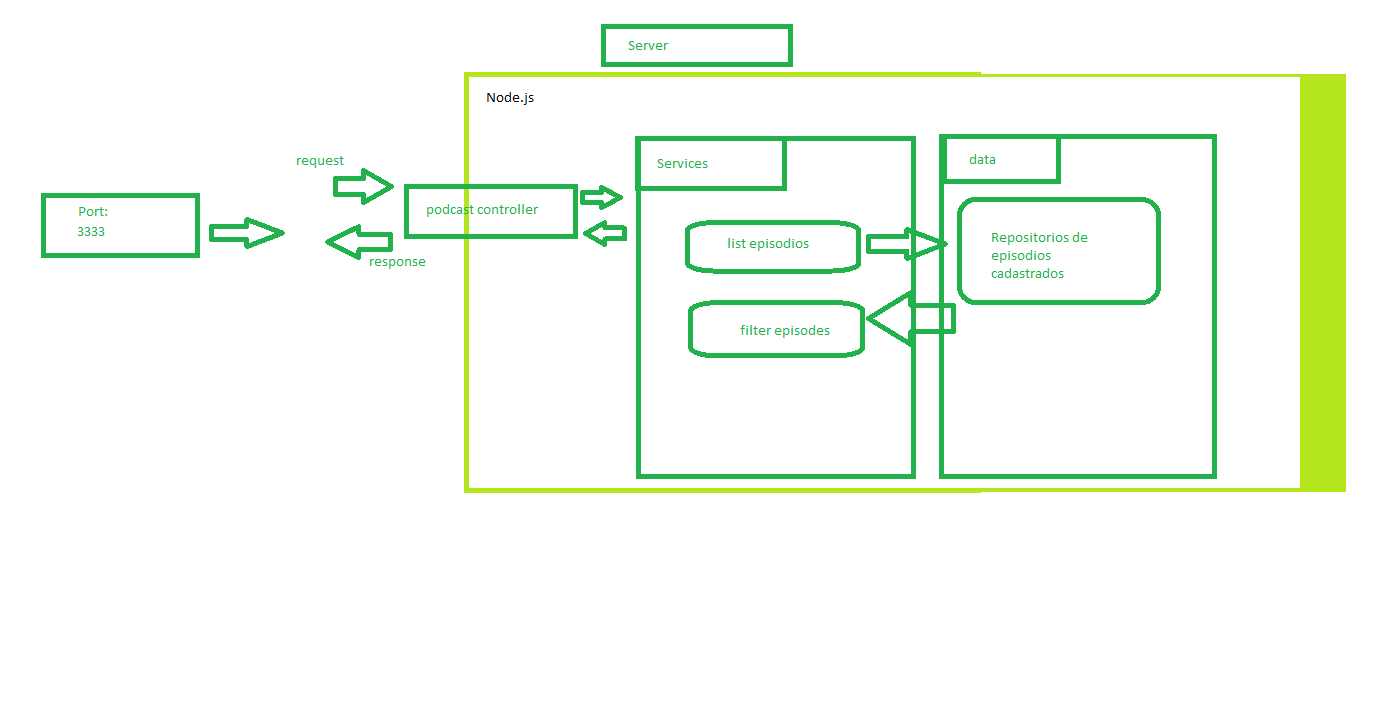 Server
Node.js
request
Port:
3333
podcast controller
response
Services
list episodios
filter episodes
data
Repositorios de
episodios
cadastrados